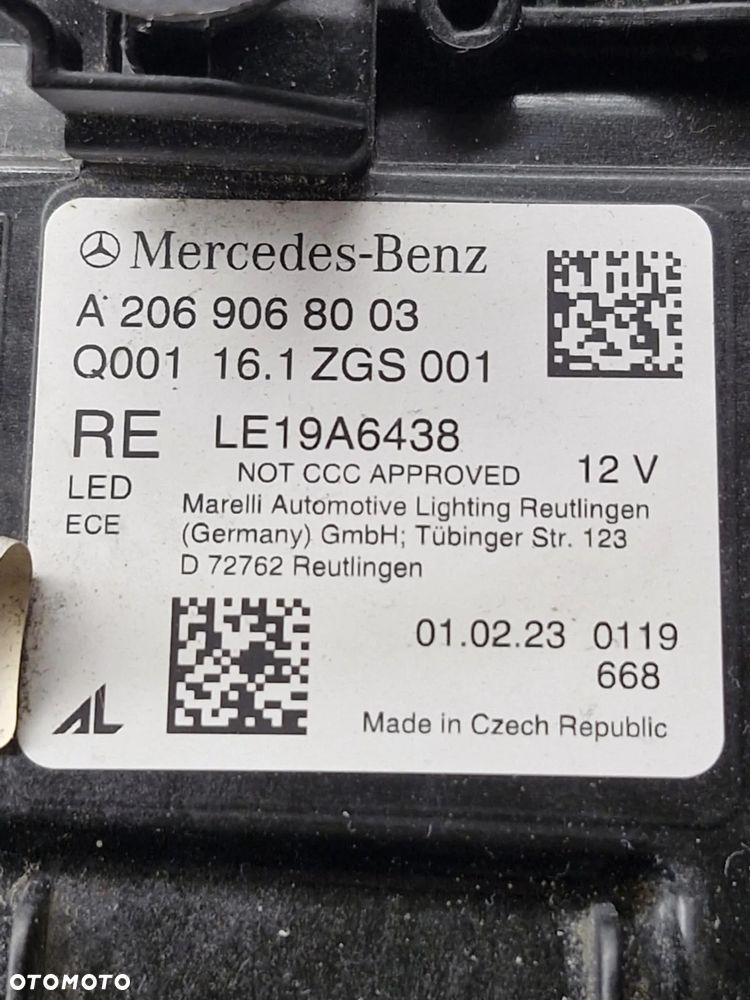 Mercedes-Benz
A 206 906 80 03
Q001 16.1 ZGS 001
RE LE19A6438
NOT CCC APPROVED 12 V
LED
ECE
Marelli Automotive Lighting Reutlingen
(Germany) GmbH; Tübinger Str. 123
D 72762 Reutlingen
01.02.23 0119
668
AL
Made in Czech Republic
OTOMOTO